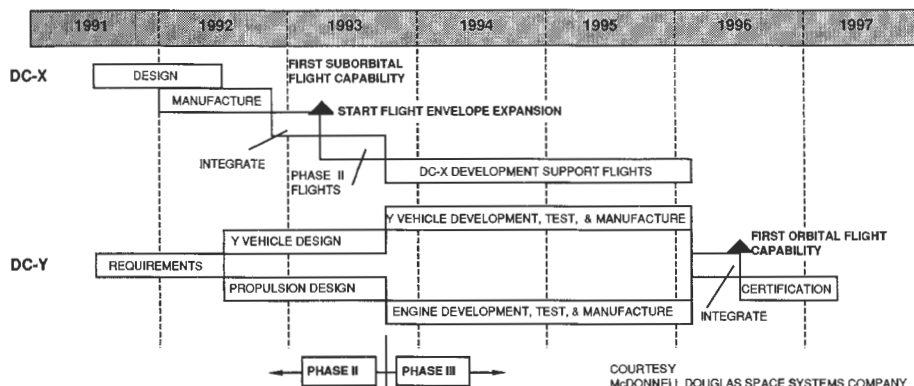 1991 1992 1993 1994 1995 1996 1997
DC-X
DESIGN
FIRST SUBORBITAL
FLIGHT CAPABILITY
MANUFACTURE
START FLIGHT ENVELOPE EXPANSION
INTEGRATE
PHASE II
FLIGHTS
DC-X DEVELOPMENT SUPPORT FLIGHTS
Y VEHICLE DEVELOPMENT, TEST, & MANUFACTURE
Y VEHICLE DESIGN
FIRST ORBITAL FLIGHT
CAPABILITY
DC-Y
REQUIREMENTS
PROPULSION DESIGN
CERTIFICATION
ENGINE DEVELOPMENT, TEST, & MANUFACTURE
INTEGRATE
PHASE II
PHASE III
COURTESY
McDONNELL DOUGLAS SPACE SYSTEMS COMPANY